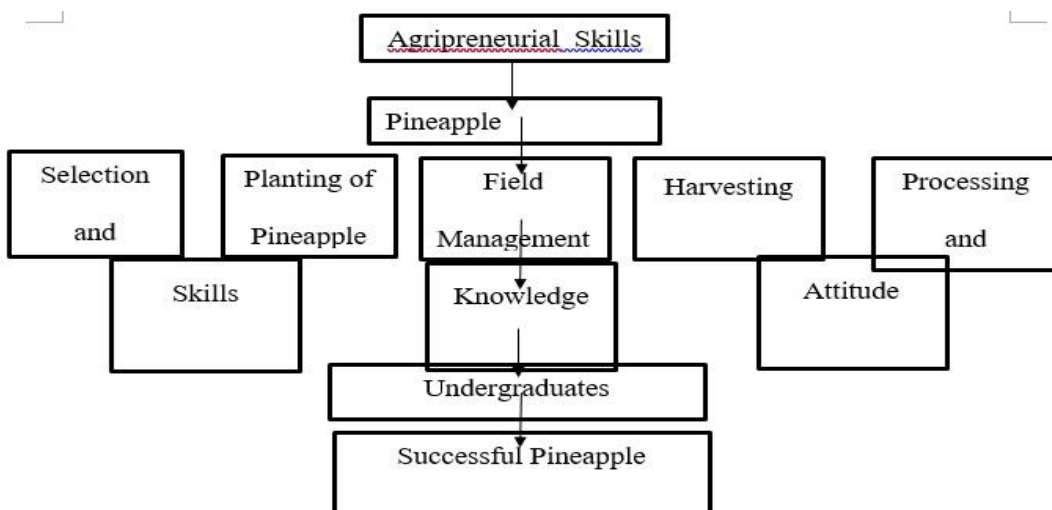 Agripreneurial Skills
Pineapple
Selection
and
Planting of
Pineapple
Field
Management
Harvesting
Processing
and
Skills
Knowledge
Attitude
Undergraduates
Successful Pineapple